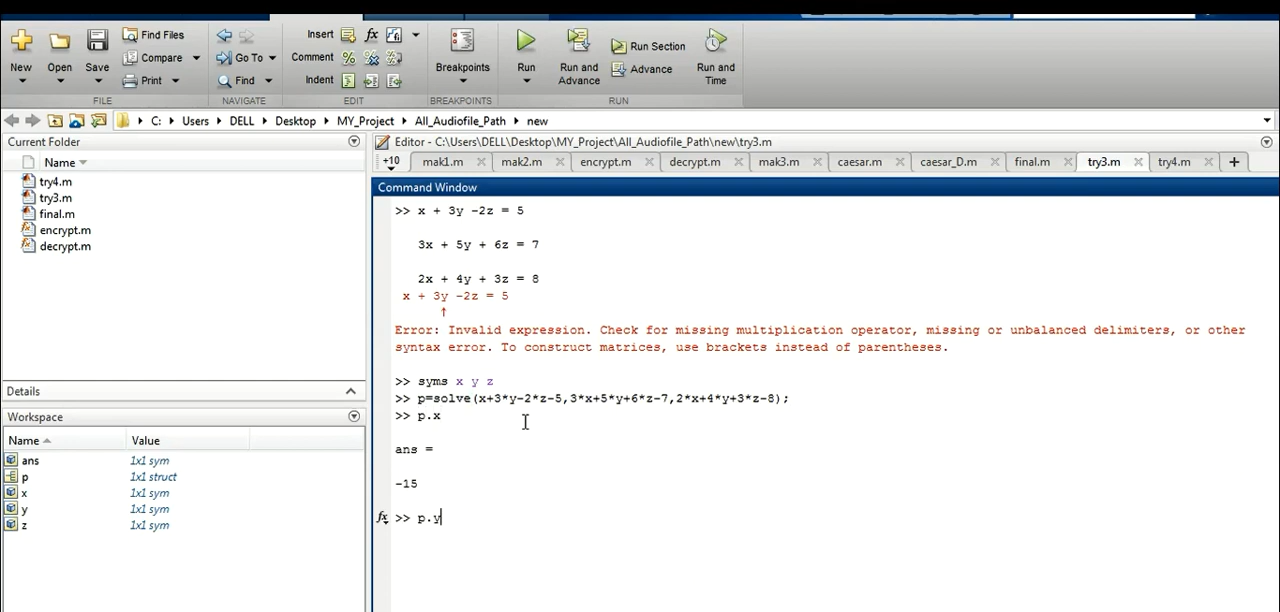 Insert fx
Find Files
New Open Save Compare Go To Comment % Breakpoints Run Run and Advance Run Section Advance Run and Time
Print Find Indent
FILE NAVIGATE EDIT BREAKPOINTS RUN
C: Users DELL Desktop MY_Project All_Audiofile_Path new
Current Folder
Name
try4.m
try3.m
final.m
encrypt.m
decrypt.m
Details
Workspace
Name Value
ans 1x1 sym
p 1x1 struct
x 1x1 sym
y 1x1 sym
z 1x1 sym
Editor - C:\Users\DELL\Desktop\MY_Project\All_Audiofile_Path\new\try3.m
+10 mak1.m mak2.m encrypt.m decrypt.m mak3.m caesar.m caesar_D.m final.m try3.m try4.m +
Command Window
>> x + 3y -2z = 5
3x + 5y + 6z = 7
2x + 4y + 3z = 8
x + 3y -2z = 5
↑
Error: Invalid expression. Check for missing multiplication operator, missing or unbalanced delimiters, or other
syntax error. To construct matrices, use brackets instead of parentheses.
>> syms x y z
>> p=solve(x+3*y-2*z-5,3*x+5*y+6*z-7,2*x+4*y+3*z-8);
>> p.x
ans =
-15
fx >> p.y